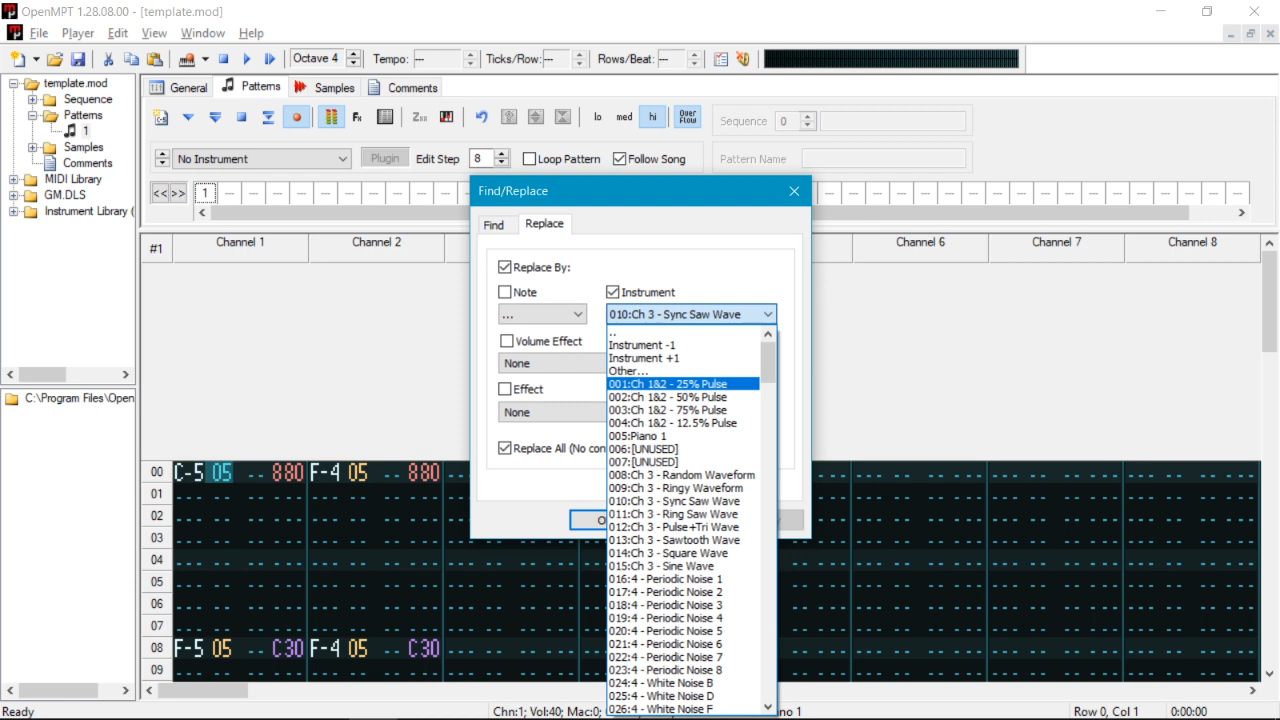 OpenMPT 1.28.08.00 - [template.mod]
File Player Edit View Window Help
Octave 4 Tempo: --- Ticks/Row: --- Rows/Beat: ---
template.mod
Sequence
Patterns
1
Samples
Comments
MIDI Library
GM.DLS
Instrument Library (
C:\Program Files\Open
General Patterns Samples Comments
Fx lo med hi Over Flow Sequence 0
No Instrument Plugin Edit Step 8 Loop Pattern Follow Song Pattern Name
<< >> 1
#1 Channel 1 Channel 2 Channel 6 Channel 7 Channel 8
Find/Replace
Find Replace
Replace By:
Note Instrument
... 010:Ch 3 - Sync Saw Wave
Volume Effect
None
Effect
None
Replace All (No con
..
Instrument -1
Instrument +1
Other...
001:Ch 1&2 - 25% Pulse
002:Ch 1&2 - 50% Pulse
003:Ch 1&2 - 75% Pulse
004:Ch 1&2 - 12.5% Pulse
005:Piano 1
006:[UNUSED]
007:[UNUSED]
008:Ch 3 - Random Waveform
009:Ch 3 - Ringy Waveform
010:Ch 3 - Sync Saw Wave
011:Ch 3 - Ring Saw Wave
012:Ch 3 - Pulse+Tri Wave
013:Ch 3 - Sawtooth Wave
014:Ch 3 - Square Wave
015:Ch 3 - Sine Wave
016:4 - Periodic Noise 1
017:4 - Periodic Noise 2
018:4 - Periodic Noise 3
019:4 - Periodic Noise 4
020:4 - Periodic Noise 5
021:4 - Periodic Noise 6
022:4 - Periodic Noise 7
023:4 - Periodic Noise 8
024:4 - White Noise B
025:4 - White Noise D
026:4 - White Noise F
00 C-5 05 .. 880 F-4 05 .. 880
01
02
03
04
05
06
07
08 F-5 05 .. C30 F-4 05 .. C30
09
Ready Chn:1; Vol:40; Mac:0; no 1 Row 0, Col 1 0:00:00